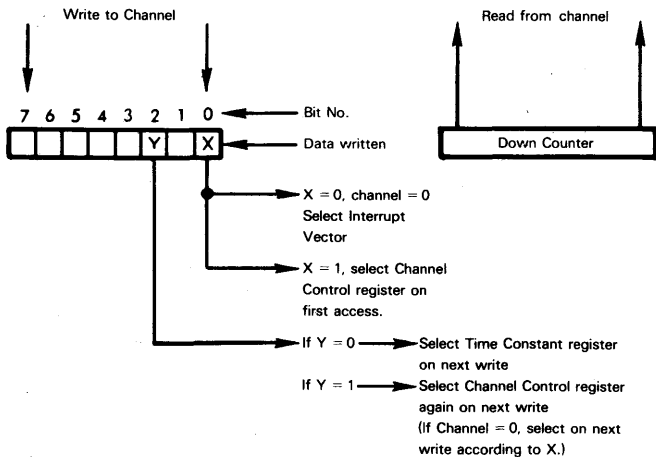 Write to Channel
Read from channel
7 6 5 4 3 2 1 0
Bit No.
Y X
Data written
Down Counter
X = 0, channel = 0
Select Interrupt
Vector
X = 1, select Channel
Control register on
first access.
If Y = 0
Select Time Constant register
on next write
If Y = 1
Select Channel Control register
again on next write
(If Channel = 0, select on next
write according to X.)